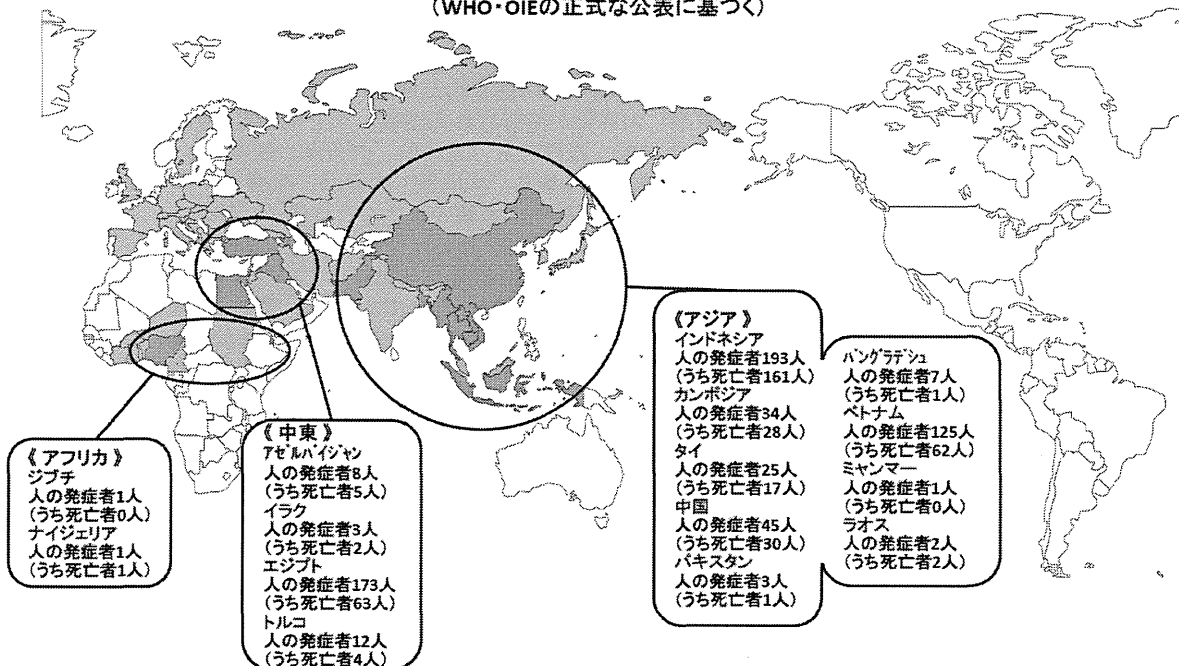 (WHO・OIEの正式な公表に基づく)
《アフリカ》
ジブチ
人の発症者1人
(うち死亡者0人)
ナイジェリア
人の発症者1人
(うち死亡者1人)
《中東》
アゼルバイジャン
人の発症者8人
(うち死亡者5人)
イラク
人の発症者3人
(うち死亡者2人)
エジプト
人の発症者173人
(うち死亡者63人)
トルコ
人の発症者12人
(うち死亡者4人)
《アジア》
インドネシア
人の発症者193人
(うち死亡者161人)
カンボジア
人の発症者34人
(うち死亡者28人)
タイ
人の発症者25人
(うち死亡者17人)
中国
人の発症者45人
(うち死亡者30人)
パキスタン
人の発症者3人
(うち死亡者1人)
バングラデシュ
人の発症者7人
(うち死亡者1人)
ベトナム
人の発症者125人
(うち死亡者62人)
ミャンマー
人の発症者1人
(うち死亡者0人)
ラオス
人の発症者2人
(うち死亡者2人)